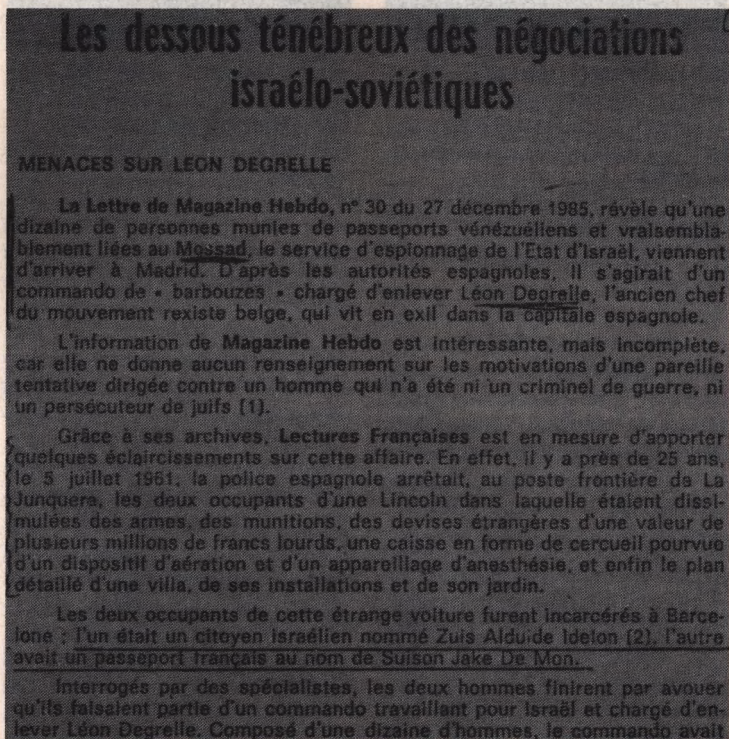 Les dessous ténébreux des négociations
israélo-soviétiques
MENACES SUR LEON DEGRELLE
La Lettre de Magazine Hebdo, n° 30 du 27 décembre 1985, révèle qu'une
dizaine de personnes munies de passeports vénézuéliens et vraisembla-
blement liées au Mossad, le service d'espionnage de l'Etat d'Israël, viennent
d'arriver à Madrid. D'après les autorités espagnoles, il s'agirait d'un
commando de « barbouzes » chargé d'enlever Léon Degrelle, l'ancien chef
du mouvement rexiste belge, qui vit en exil dans la capitale espagnole.
L'information de Magazine Hebdo est intéressante, mais incomplète,
car elle ne donne aucun renseignement sur les motivations d'une pareille
tentative dirigée contre un homme qui n'a été ni un criminel de guerre, ni
un persécuteur de juifs (1).
Grâce à ses archives, Lectures Françaises est en mesure d'apporter
quelques éclaircissements sur cette affaire. En effet, il y a près de 25 ans,
le 5 juillet 1961, la police espagnole arrêtait, au poste frontière de La
Junquera, les deux occupants d'une Lincoln dans laquelle étaient dissi-
mulées des armes, des munitions, des devises étrangères d'une valeur de
plusieurs millions de francs lourds, une caisse en forme de cercueil pourvue
d'un dispositif d'aération et d'un appareillage d'anesthésie, et enfin le plan
détaillé d'une villa, de ses installations et de son jardin.
Les deux occupants de cette étrange voiture furent incarcérés à Barce-
lone : l'un était un citoyen israélien nommé Zuis Alduide Idelon (2), l'autre
avait un passeport français au nom de Suison Jake De Mon.
Interrogés par des spécialistes, les deux hommes finirent par avouer
qu'ils faisaient partie d'un commando travaillant pour Israël et chargé d'en-
lever Léon Degrelle. Composé d'une dizaine d'hommes, le commando avait